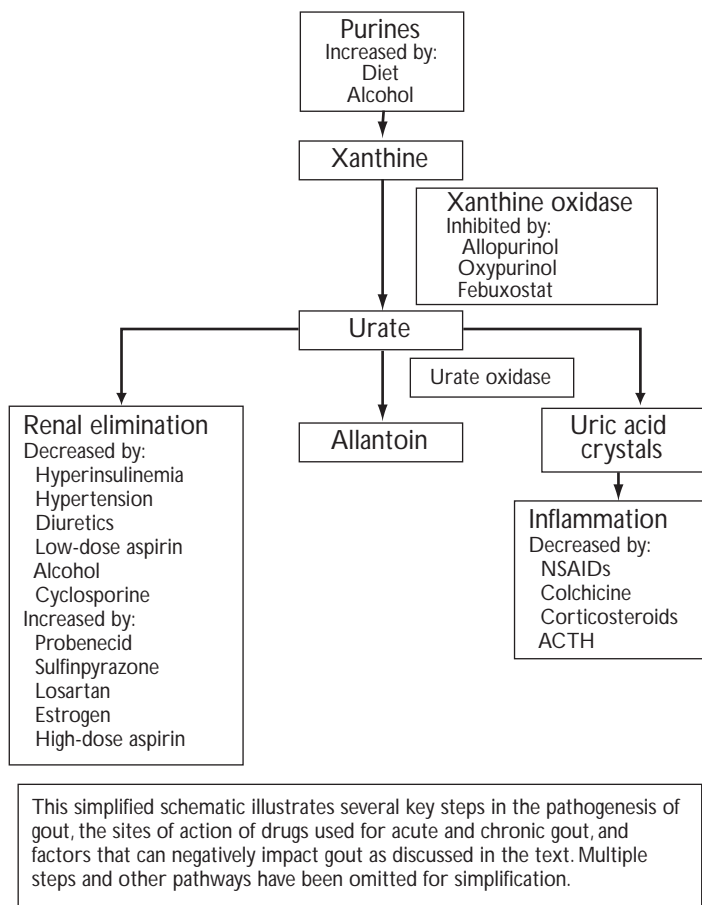 Purines
Increased by:
Diet
Alcohol
Xanthine
Xanthine oxidase
Inhibited by:
Allopurinol
Oxypurinol
Febuxostat
Urate
Urate oxidase
Renal elimination
Decreased by:
Hyperinsulinemia
Hypertension
Diuretics
Low-dose aspirin
Alcohol
Cyclosporine
Increased by:
Probenecid
Sulfinpyrazone
Losartan
Estrogen
High-dose aspirin
Allantoin
Uric acid
crystals
Inflammation
Decreased by:
NSAIDs
Colchicine
Corticosteroids
ACTH
This simplified schematic illustrates several key steps in the pathogenesis of
gout, the sites of action of drugs used for acute and chronic gout, and
factors that can negatively impact gout as discussed in the text. Multiple
steps and other pathways have been omitted for simplification.